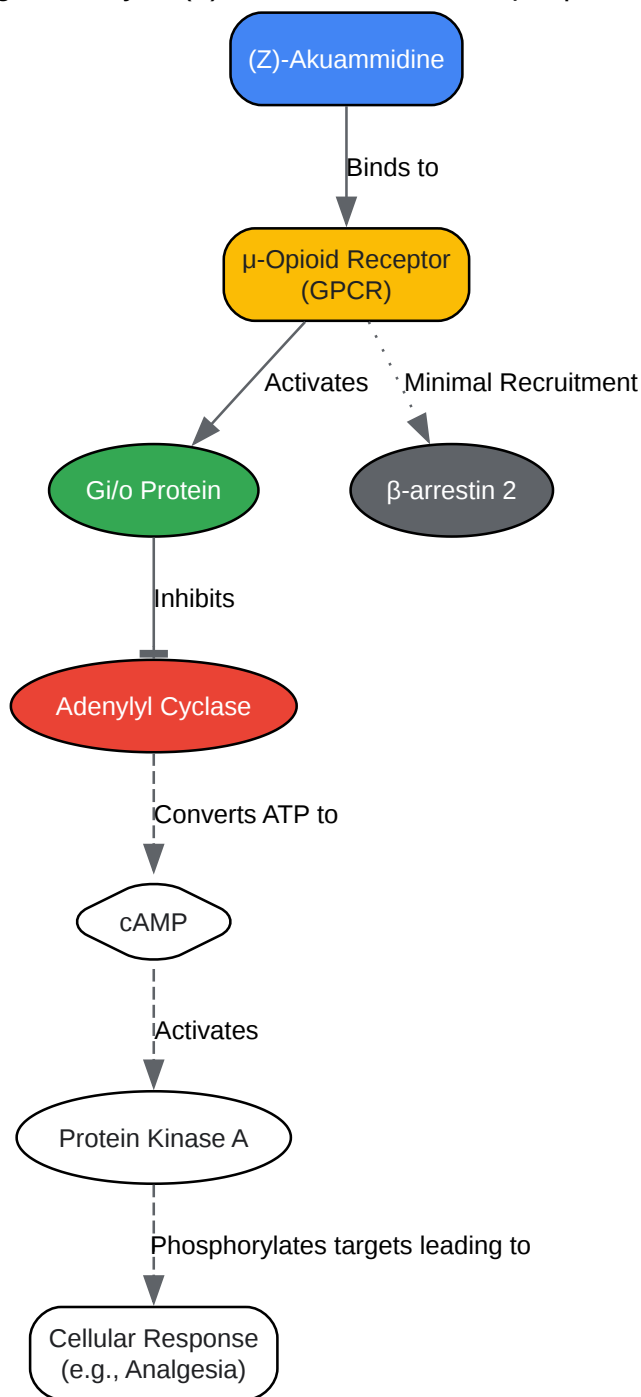 (Z)-Akuammidine
Binds to
μ-Opioid Receptor
(GPCR)
Activates
Minimal Recruitment
Gi/o Protein
β-arrestin 2
Inhibits
Adenylyl Cyclase
Converts ATP to
cAMP
Activates
Protein Kinase A
Phosphorylates targets leading to
Cellular Response
(e.g., Analgesia)